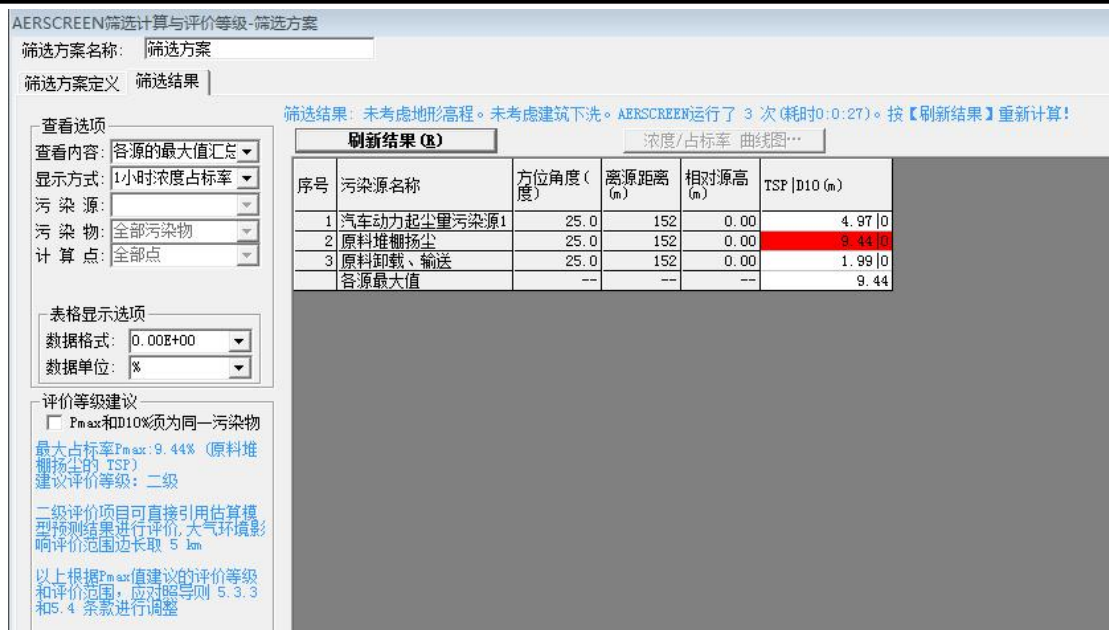 AERSCREEN筛选计算与评价等级-筛选方案
筛选方案名称: 筛选方案
筛选方案定义 筛选结果
筛选结果: 未考虑地形高程。未考虑建筑下洗。AERSCREEN运行了 3 次(耗时0:0:27)。按【刷新结果】重新计算!
查看选项
查看内容: 各源的最大值汇总
显示方式: 1小时浓度占标率
污 染 源:
污 染 物: 全部污染物
计 算 点: 全部点
表格显示选项
数据格式: 0.00E+00
数据单位: %
评价等级建议
Pmax和D10%须为同一污染物
最大占标率Pmax:9.44% (原料堆
棚扬尘的 TSP)
建议评价等级: 二级
二级评价项目可直接引用估算模
型预测结果进行评价,大气环境影
响评价范围边长取 5 km
以上根据Pmax值建议的评价等级
和评价范围,应对照导则 5.3.3
和5.4 条款进行调整
刷新结果(R) 浓度/占标率 曲线图…
序号 污染源名称 方位角度(度) 离源距离(m) 相对源高(m) TSP|D10(m)
1 汽车动力起尘量污染源1 25.0 152 0.00 4.97|0
2 原料堆棚扬尘 25.0 152 0.00 9.44|0
3 原料卸载、输送 25.0 152 0.00 1.99|0
各源最大值 -- -- -- 9.44